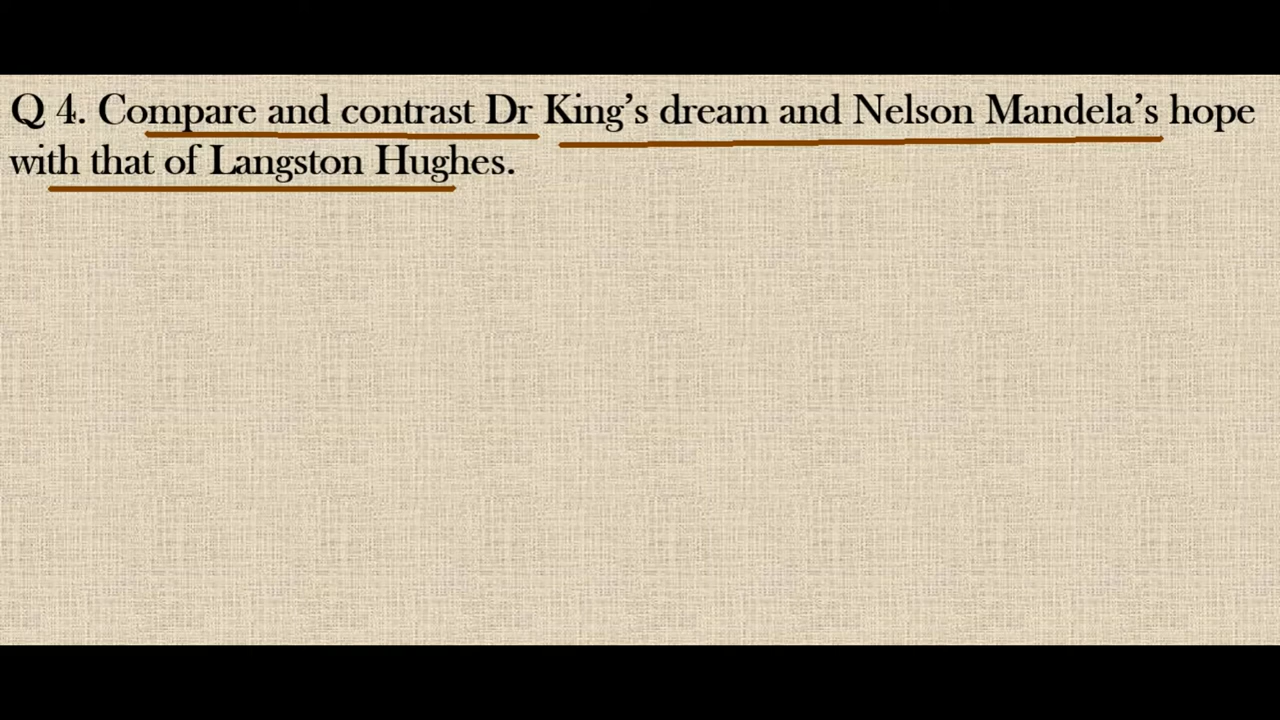 Q 4. Compare and contrast Dr King’s dream and Nelson Mandela’s hope
with that of Langston Hughes.